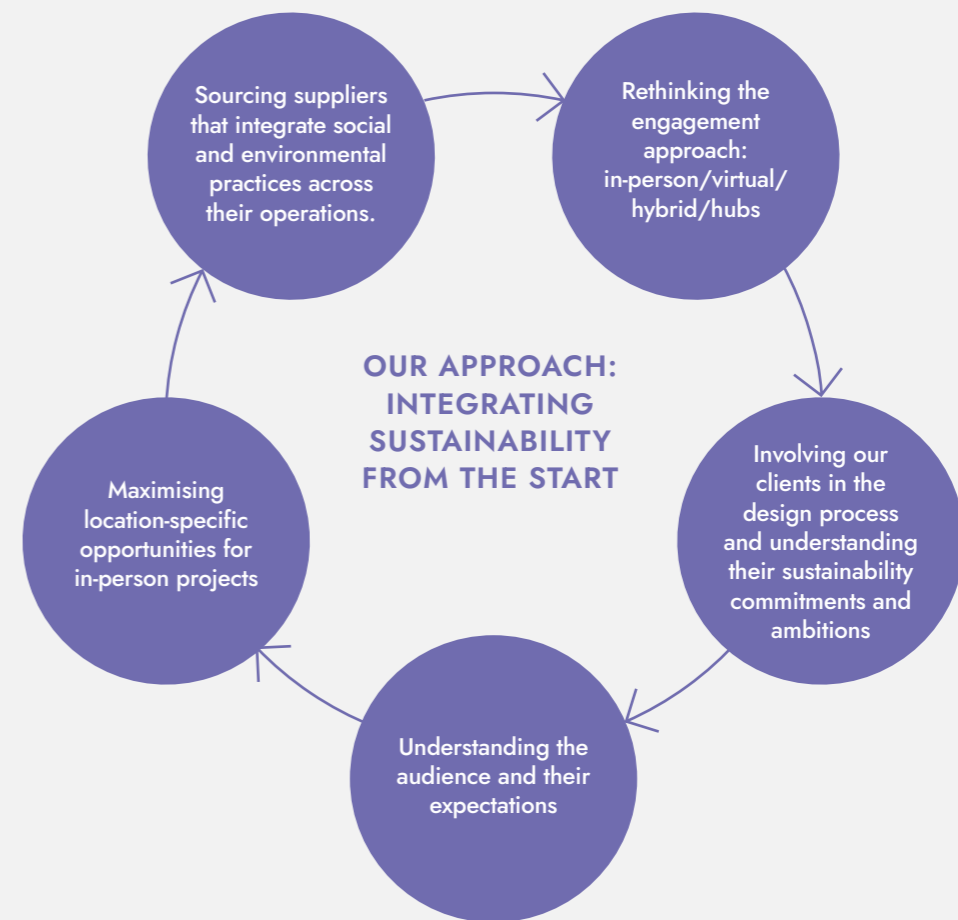 Sourcing suppliers
that integrate social
and environmental
practices across
their operations.
Rethinking the
engagement
approach:
in-person/virtual/
hybrid/hubs
OUR APPROACH:
INTEGRATING
SUSTAINABILITY
FROM THE START
Involving our
clients in the
design process
and understanding
their sustainability
commitments and
ambitions
Understanding the
audience and their
expectations
Maximising
location-specific
opportunities for
in-person projects